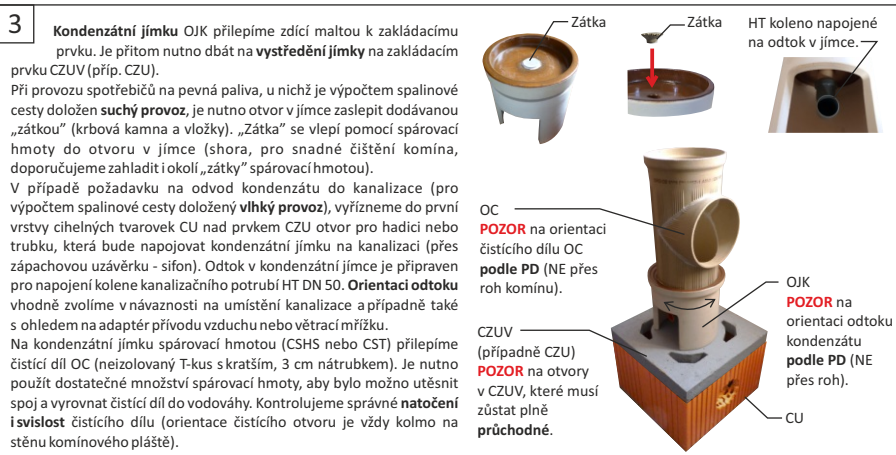 3
Kondenzátní jímku OJK přilepíme zdící maltou k zakládacímu
prvku. Je přitom nutno dbát na vystředění jímky na zakládacím
prvku CZUV (příp. CZU).
Při provozu spotřebičů na pevná paliva, u nichž je výpočtem spalinové
cesty doložen suchý provoz, je nutno otvor v jímce zaslepit dodávanou
„zátkou" (krbová kamna a vložky). „Zátka" se vlepí pomocí spárovací
hmoty do otvoru v jímce (shora, pro snadné čištění komína,
doporučujeme zahladit i okolí „zátky" spárovací hmotou).
V případě požadavku na odvod kondenzátu do kanalizace (pro
výpočtem spalinové cesty doložený vlhký provoz), vyřízneme do první
vrstvy cihelných tvarovek CU nad prvkem CZU otvor pro hadici nebo
trubku, která bude napojovat kondenzátní jímku na kanalizaci (přes
zápachovou uzávěrku - sifon). Odtok v kondenzátní jímce je připraven
pro napojení kolene kanalizačního potrubí HT DN 50. Orientaci odtoku
vhodně zvolíme v návaznosti na umístění kanalizace a případně také
s ohledem na adaptér přívodu vzduchu nebo větrací mřížku.
Na kondenzátní jímku spárovací hmotou (CSHS nebo CST) přilepíme
čistící díl OC (neizolovaný T-kus s kratším, 3 cm nátrubkem). Je nutno
použít dostatečné množství spárovací hmoty, aby bylo možno utěsnit
spoj a vyrovnat čistící díl do vodováhy. Kontrolujeme správné natočení
i svislost čistícího dílu (orientace čistícího otvoru je vždy kolmo na
stěnu komínového pláště).
Zátka
Zátka
HT koleno napojené
na odtok v jímce.
OC
POZOR na orientaci
čistícího dílu OC
podle PD (NE přes
roh komínu).
CZUV
(případně CZU)
POZOR na otvory
v CZUV, které musí
zůstat plně
průchodné.
OJK
POZOR na
orientaci odtoku
kondenzátu
podle PD (NE
přes roh).
CU